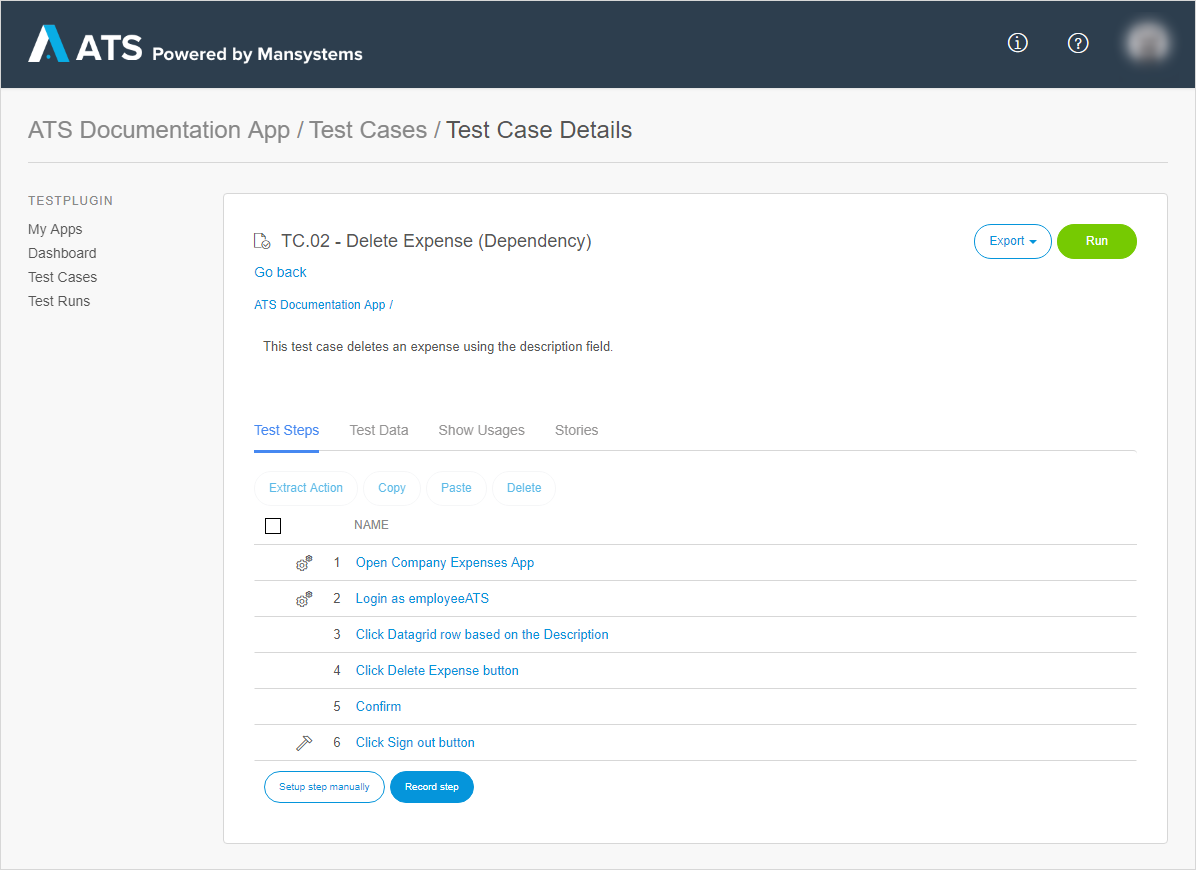 ATS Powered by Mansystems
ATS Documentation App / Test Cases / Test Case Details
TESTPLUGIN
My Apps
Dashboard
Test Cases
Test Runs
TC.02 - Delete Expense (Dependency)
Export
Run
Go back
ATS Documentation App /
This test case deletes an expense using the description field.
Test Steps Test Data Show Usages Stories
Extract Action Copy Paste Delete
NAME
1 Open Company Expenses App
2 Login as employeeATS
3 Click Datagrid row based on the Description
4 Click Delete Expense button
5 Confirm
6 Click Sign out button
Setup step manually Record step